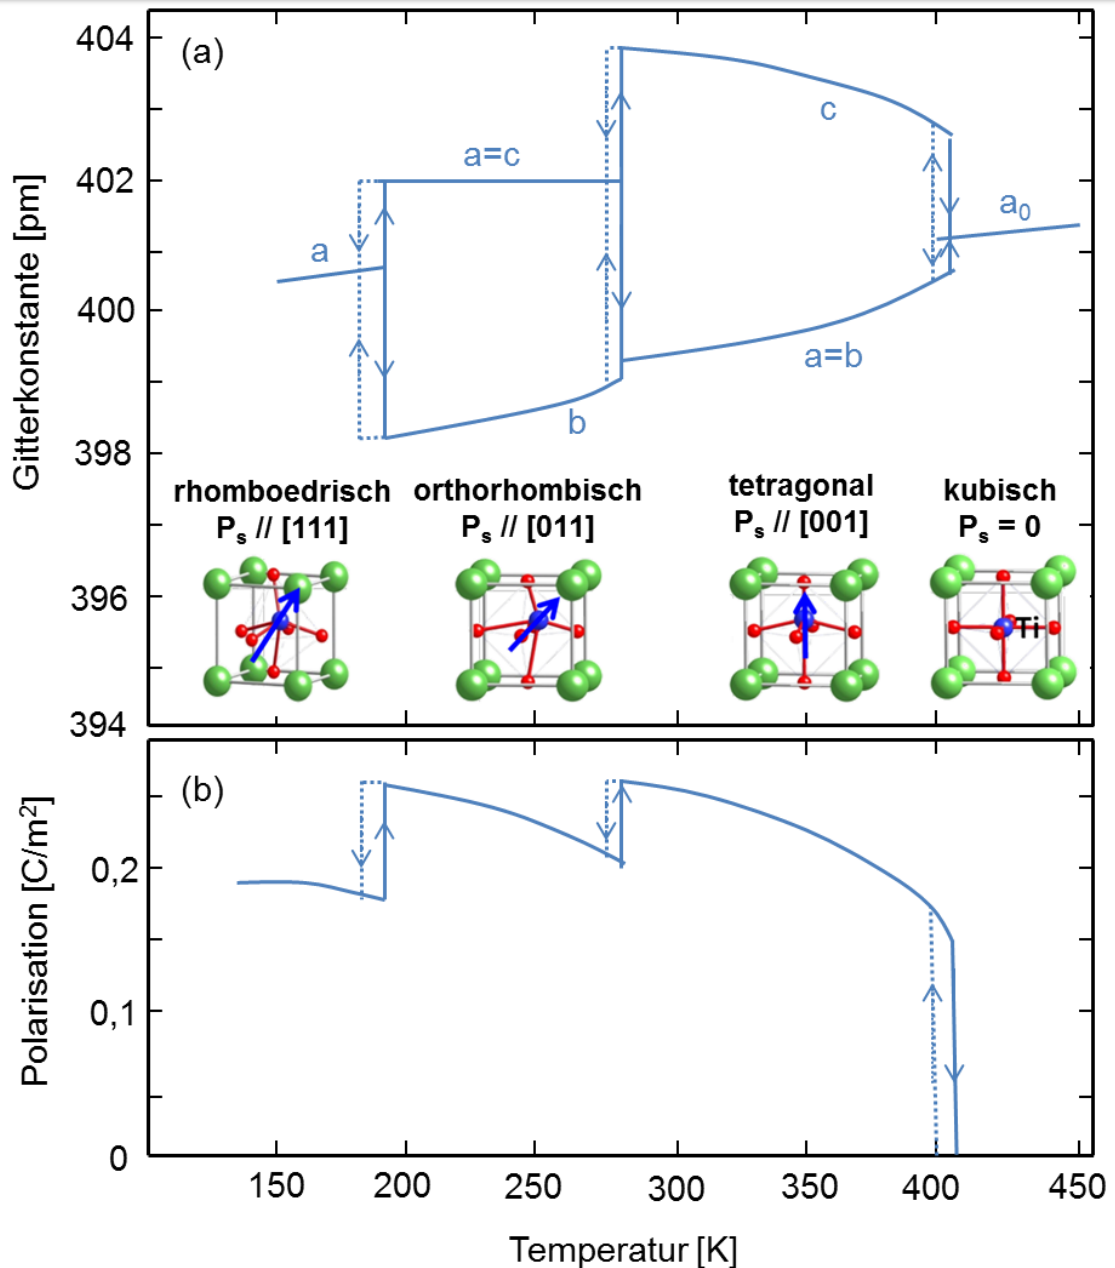 (a)
404
402
400
398
396
394
Gitterkonstante [pm]
a
a=c
b
c
a=b
a₀
rhomboedrisch
Pₛ // [111]
orthorhombisch
Pₛ // [011]
tetragonal
Pₛ // [001]
kubisch
Pₛ = 0
Ti
(b)
0,2
0,1
0
Polarisation [C/m²]
150 200 250 300 350 400 450
Temperatur [K]